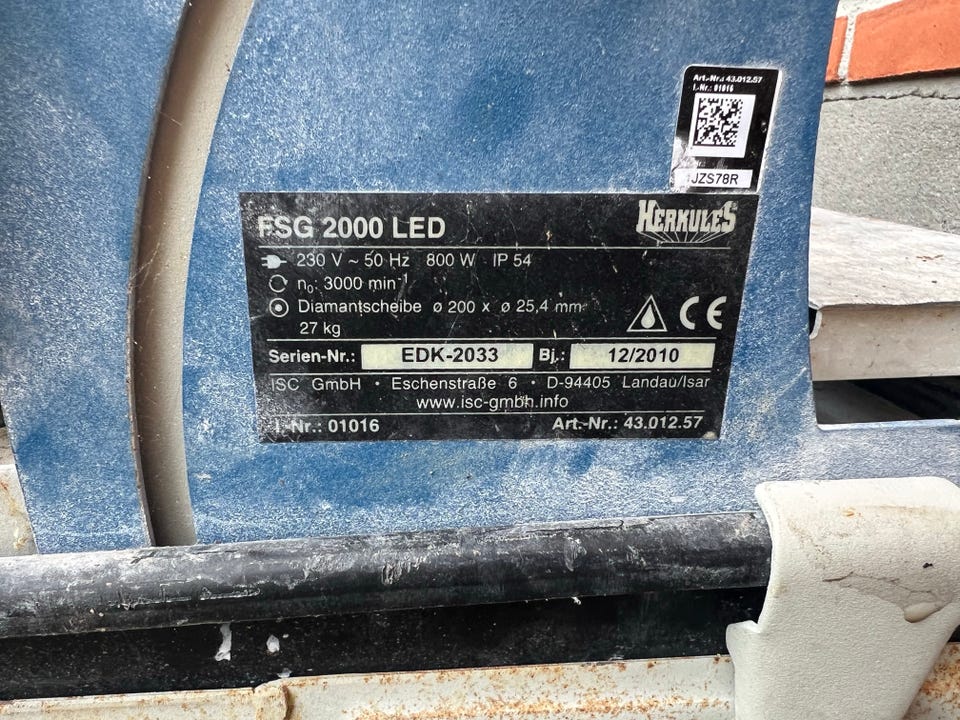 Art.-Nr.: 43.012.57
I.-Nr.: 01016
JZS78R
FSG 2000 LED
HERKULES
230 V ~ 50 Hz 800 W IP 54
n₀: 3000 min⁻¹
Diamantscheibe ø 200 x ø 25,4 mm
27 kg
CE
Serien-Nr.: EDK-2033 Bj.: 12/2010
ISC GmbH • Eschenstraße 6 • D-94405 Landau/Isar
www.isc-gmbh.info
I.-Nr.: 01016 Art.-Nr.: 43.012.57